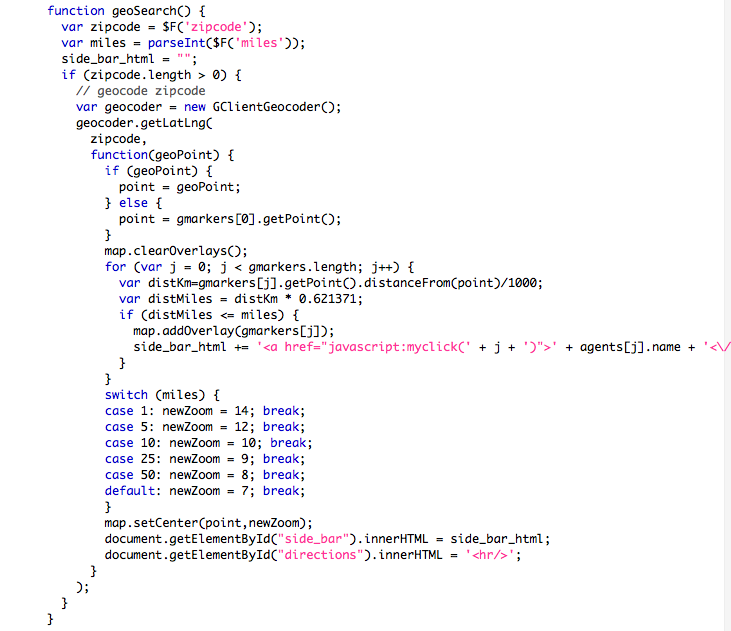 function geoSearch() {
  var zipcode = $F('zipcode');
  var miles = parseInt($F('miles'));
  side_bar_html = "";
  if (zipcode.length > 0) {
    // geocode zipcode
    var geocoder = new GClientGeocoder();
    geocoder.getLatLng(
      zipcode,
      function(geoPoint) {
        if (geoPoint) {
          point = geoPoint;
        } else {
          point = gmarkers[0].getPoint();
        }
        map.clearOverlays();
        for (var j = 0; j < gmarkers.length; j++) {
          var distKm=gmarkers[j].getPoint().distanceFrom(point)/1000;
          var distMiles = distKm * 0.621371;
          if (distMiles <= miles) {
            map.addOverlay(gmarkers[j]);
            side_bar_html += '<a href="javascript:myclick(' + j + ')">' + agents[j].name + '<\/
          }
        }
        switch (miles) {
        case 1: newZoom = 14; break;
        case 5: newZoom = 12; break;
        case 10: newZoom = 10; break;
        case 25: newZoom = 9; break;
        case 50: newZoom = 8; break;
        default: newZoom = 7; break;
        }
        map.setCenter(point,newZoom);
        document.getElementById("side_bar").innerHTML = side_bar_html;
        document.getElementById("directions").innerHTML = '<hr/>';
      }
    );
  }
}